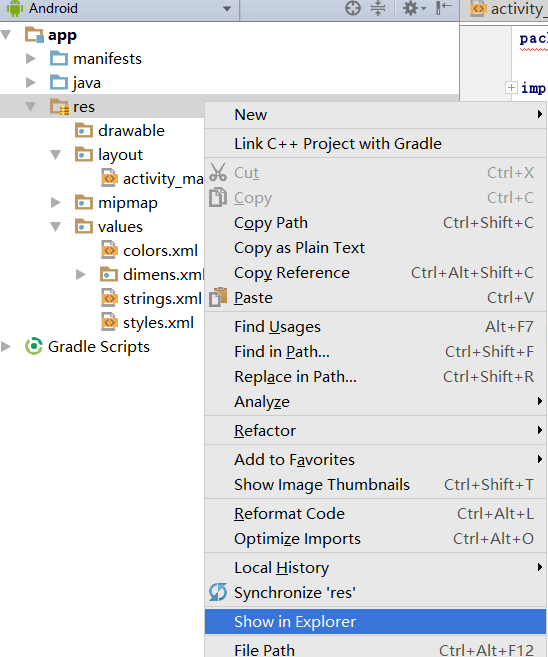 Android
activity_
app
manifests
java
res
drawable
layout
activity_ma
mipmap
values
colors.xml
dimens.xml
strings.xml
styles.xml
Gradle Scripts
pac
imp
New
Link C++ Project with Gradle
Cut Ctrl+X
Copy Ctrl+C
Copy Path Ctrl+Shift+C
Copy as Plain Text
Copy Reference Ctrl+Alt+Shift+C
Paste Ctrl+V
Find Usages Alt+F7
Find in Path... Ctrl+Shift+F
Replace in Path... Ctrl+Shift+R
Analyze
Refactor
Add to Favorites
Show Image Thumbnails Ctrl+Shift+T
Reformat Code Ctrl+Alt+L
Optimize Imports Ctrl+Alt+O
Local History
Synchronize 'res'
Show in Explorer
File Path Ctrl+Alt+F12